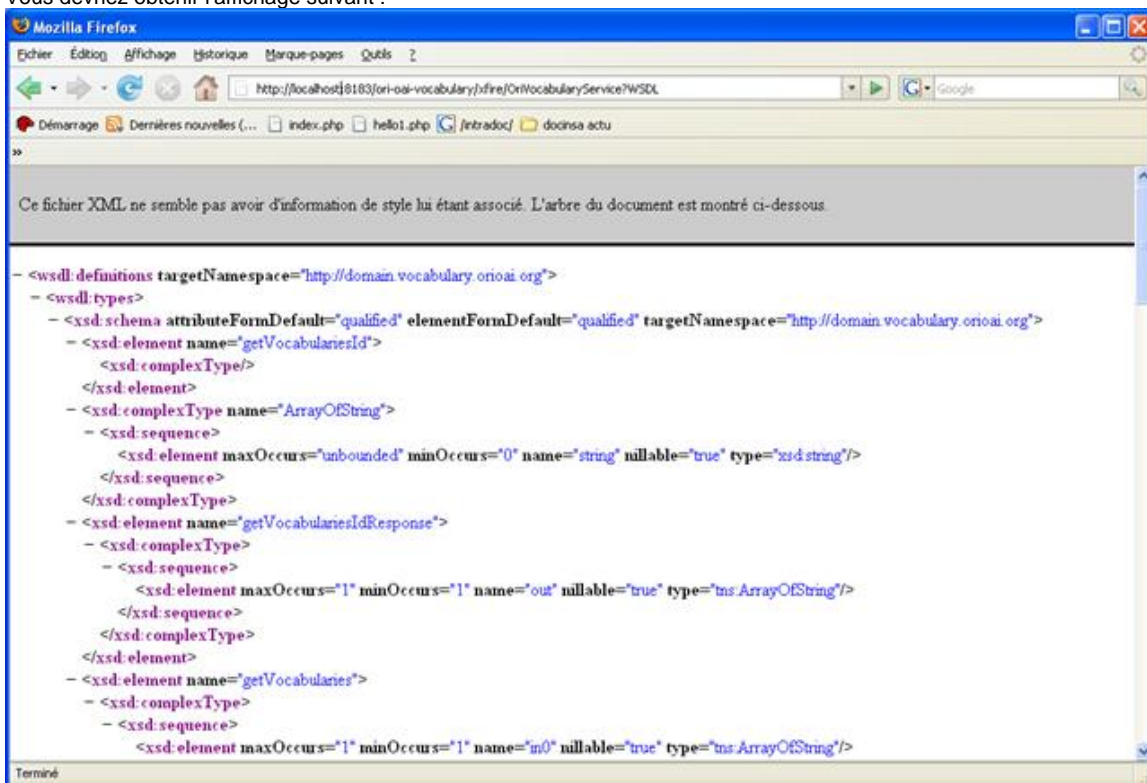 Vous devriez obtenir l'affichage suivant :
Mozilla Firefox
Fichier Édition Affichage Historique Marque-pages Outils ?
http://localhost:8183/ori-oai-vocabulary/xfire/OriVocabularyService?WSDL
Google
Démarrage Dernières nouvelles (... index.php hello1.php /intradoc/ docinsa actu
»
Ce fichier XML ne semble pas avoir d'information de style lui étant associé. L'arbre du document est montré ci-dessous.
− <wsdl:definitions targetNamespace="http://domain.vocabulary.orioai.org">
− <wsdl:types>
− <xsd:schema attributeFormDefault="qualified" elementFormDefault="qualified" targetNamespace="http://domain.vocabulary.orioai.org">
− <xsd:element name="getVocabulariesId">
<xsd:complexType/>
</xsd:element>
− <xsd:complexType name="ArrayOfString">
− <xsd:sequence>
<xsd:element maxOccurs="unbounded" minOccurs="0" name="string" nillable="true" type="xsd:string"/>
</xsd:sequence>
</xsd:complexType>
− <xsd:element name="getVocabulariesIdResponse">
− <xsd:complexType>
− <xsd:sequence>
<xsd:element maxOccurs="1" minOccurs="1" name="out" nillable="true" type="tns:ArrayOfString"/>
</xsd:sequence>
</xsd:complexType>
</xsd:element>
− <xsd:element name="getVocabularies">
− <xsd:complexType>
− <xsd:sequence>
<xsd:element maxOccurs="1" minOccurs="1" name="in0" nillable="true" type="tns:ArrayOfString"/>
Terminé